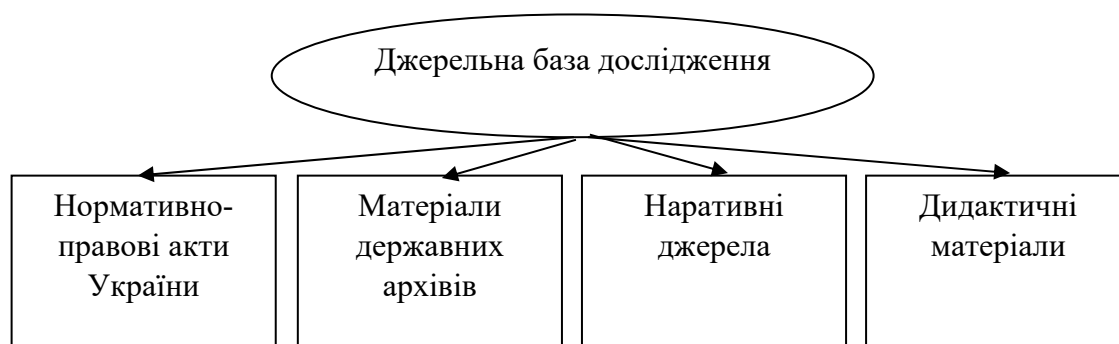 Джерельна база дослідження
Нормативно-
правові акти
України
Матеріали
державних
архівів
Наративні
джерела
Дидактичні
матеріали